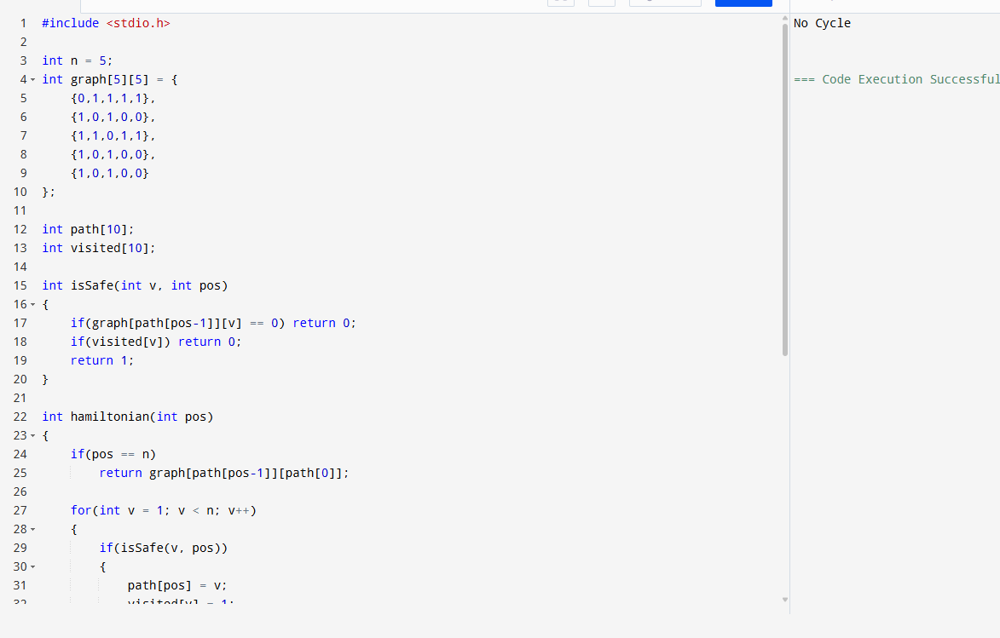 1 #include <stdio.h>
2
3 int n = 5;
4 int graph[5][5] = {
5 {0,1,1,1,1},
6 {1,0,1,0,0},
7 {1,1,0,1,1},
8 {1,0,1,0,0},
9 {1,0,1,0,0}
10 };
11
12 int path[10];
13 int visited[10];
14
15 int isSafe(int v, int pos)
16 {
17 if(graph[path[pos-1]][v] == 0) return 0;
18 if(visited[v]) return 0;
19 return 1;
20 }
21
22 int hamiltonian(int pos)
23 {
24 if(pos == n)
25 return graph[path[pos-1]][path[0]];
26
27 for(int v = 1; v < n; v++)
28 {
29 if(isSafe(v, pos))
30 {
31 path[pos] = v;
32 visited[v] = 1;
No Cycle
=== Code Execution Successful